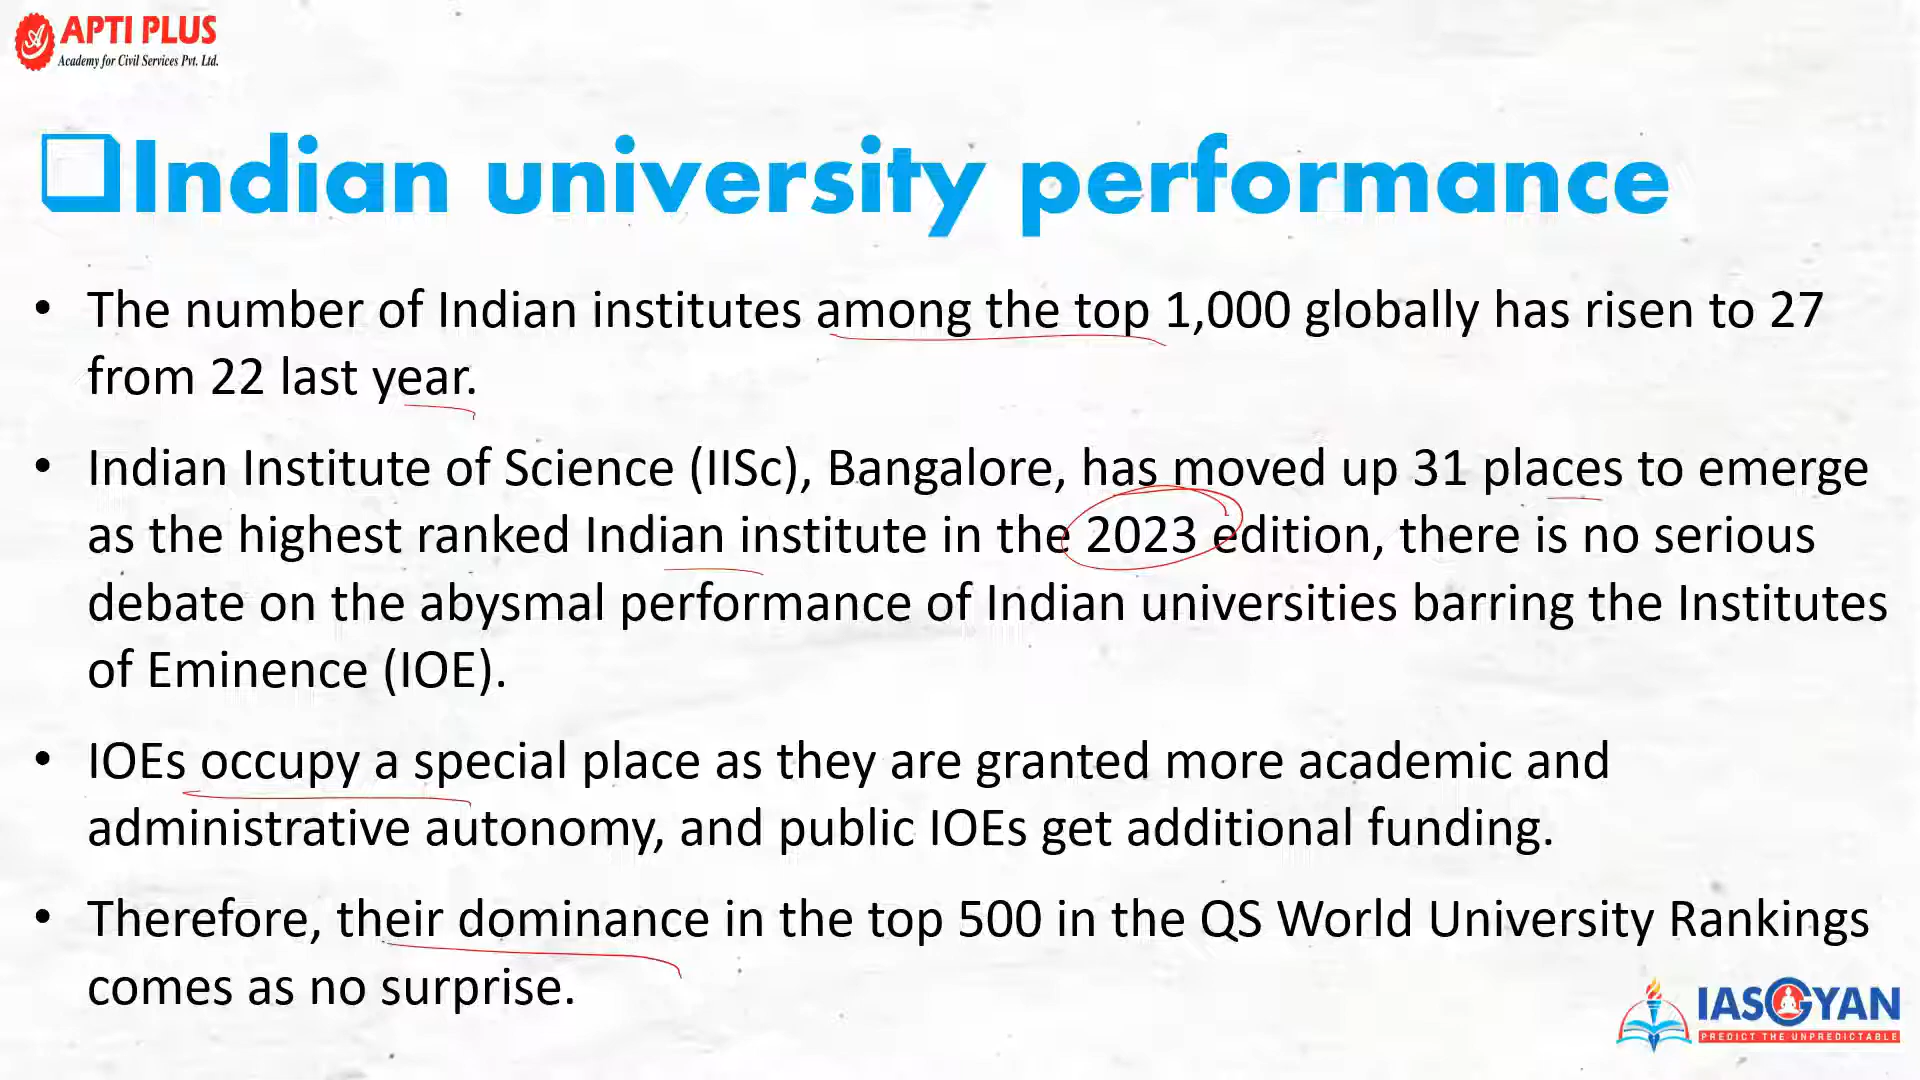 APTI PLUS
Academy for Civil Services Pvt. Ltd.
Indian university performance
• The number of Indian institutes among the top 1,000 globally has risen to 27
from 22 last year.
• Indian Institute of Science (IISc), Bangalore, has moved up 31 places to emerge
as the highest ranked Indian institute in the 2023 edition, there is no serious
debate on the abysmal performance of Indian universities barring the Institutes
of Eminence (IOE).
• IOEs occupy a special place as they are granted more academic and
administrative autonomy, and public IOEs get additional funding.
• Therefore, their dominance in the top 500 in the QS World University Rankings
comes as no surprise.
IASGYAN
PREDICT THE UNPREDICTABLE